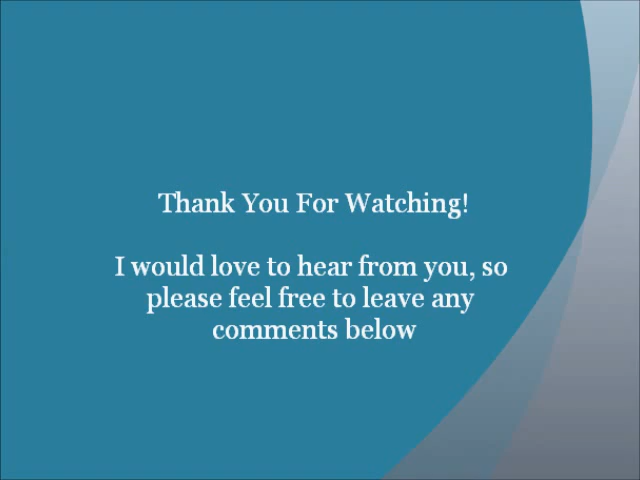 Thank You For Watching!
I would love to hear from you, so
please feel free to leave any
comments below